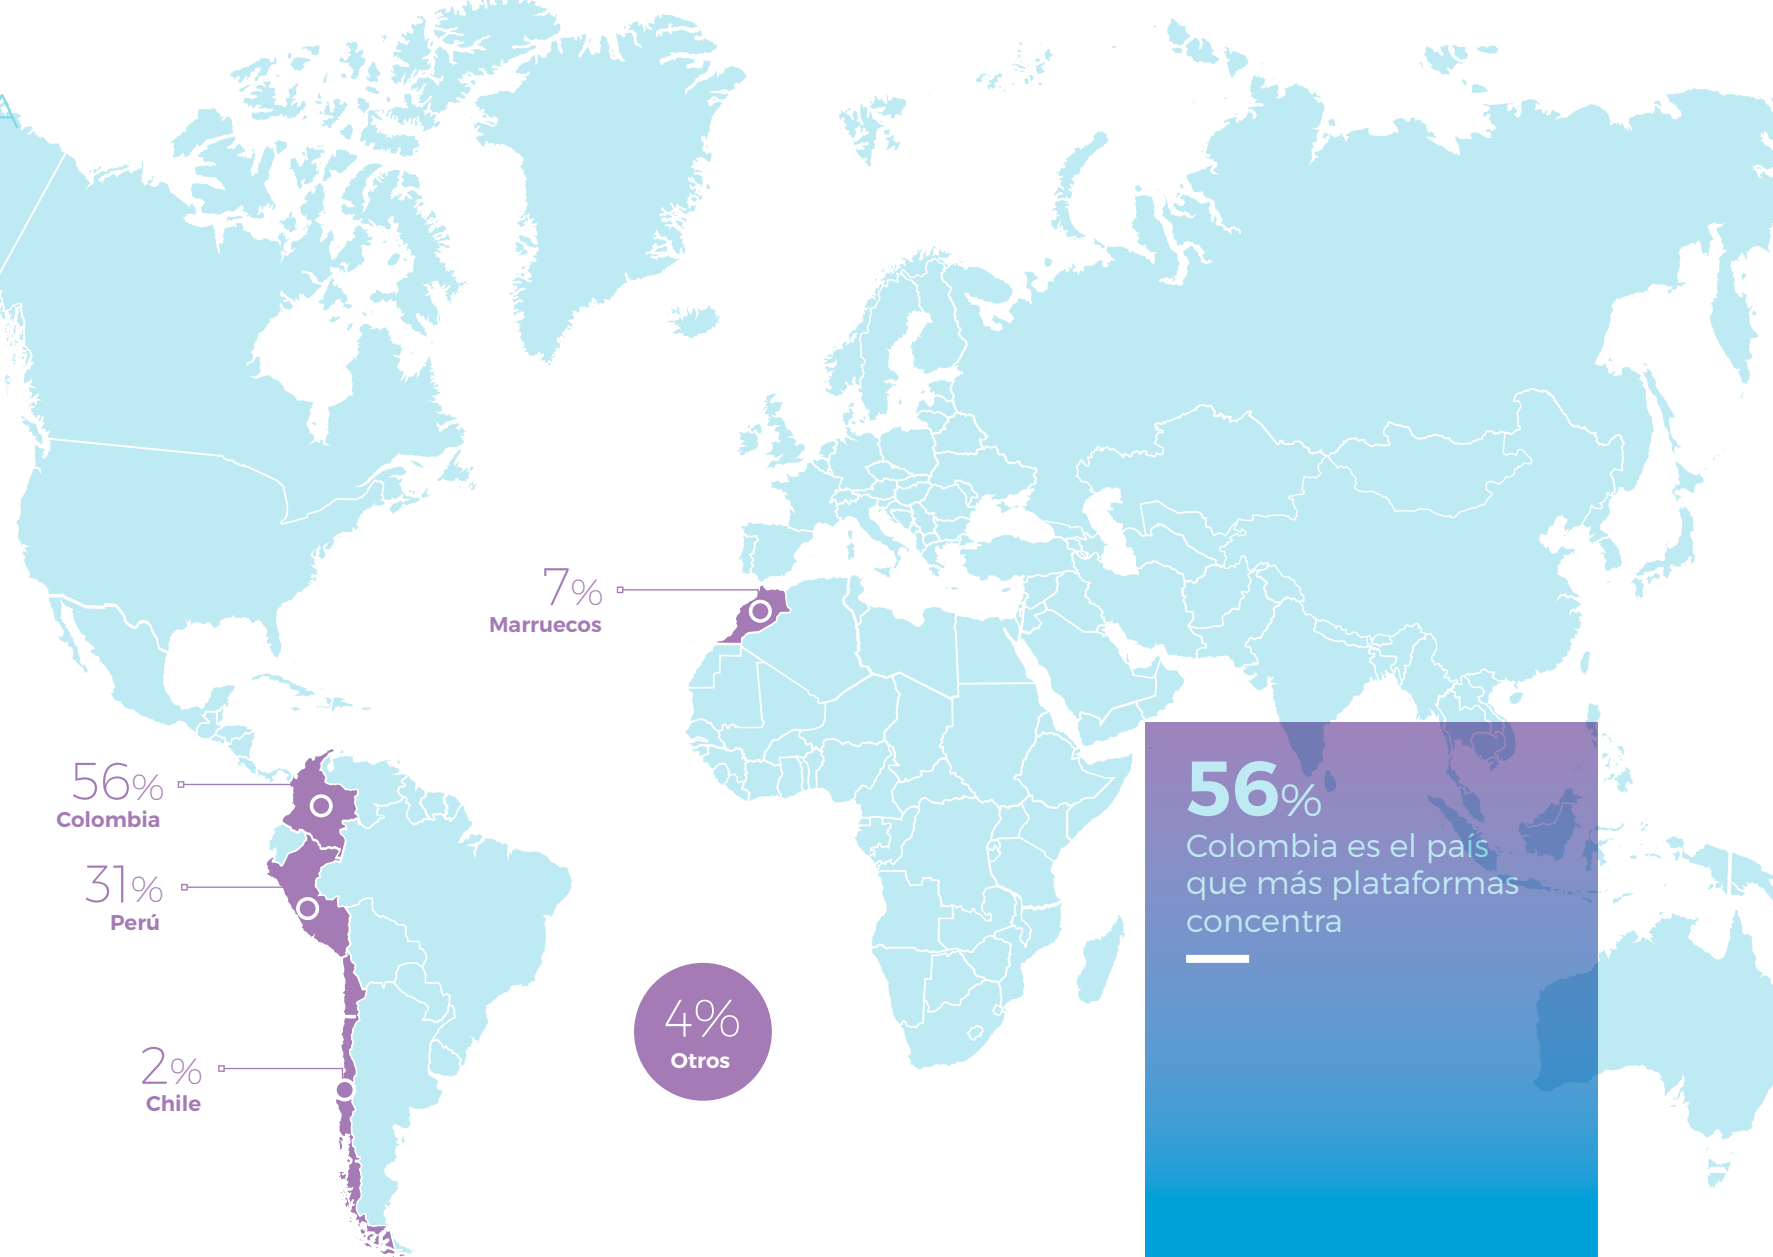 A
7%
Marruecos
56%
Colombia
31%
Perú
2%
Chile
4%
Otros
56%
Colombia es el país
que más plataformas
concentra